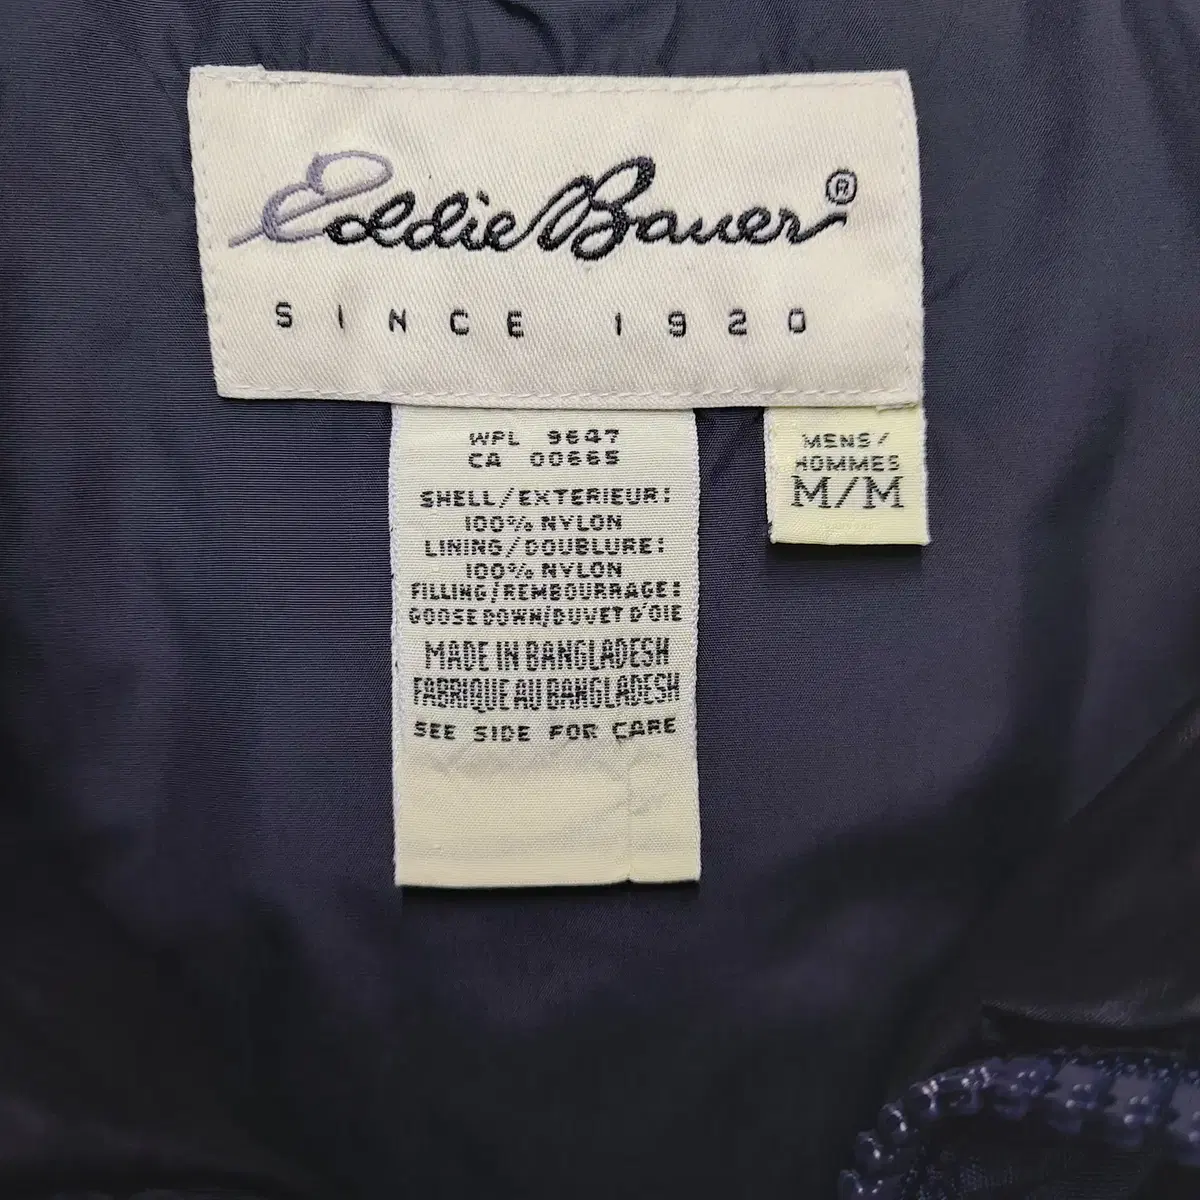 Eddie Bauer®
SINCE 1920
WPL 9647
CA 00665
SHELL/EXTERIEUR:
100% NYLON
LINING/DOUBLURE:
100% NYLON
FILLING/REMBOURRAGE:
GOOSE DOWN/DUVET D'OIE
MADE IN BANGLADESH
FABRIQUE AU BANGLADESH
SEE SIDE FOR CARE
MENS/
HOMMES
M/M